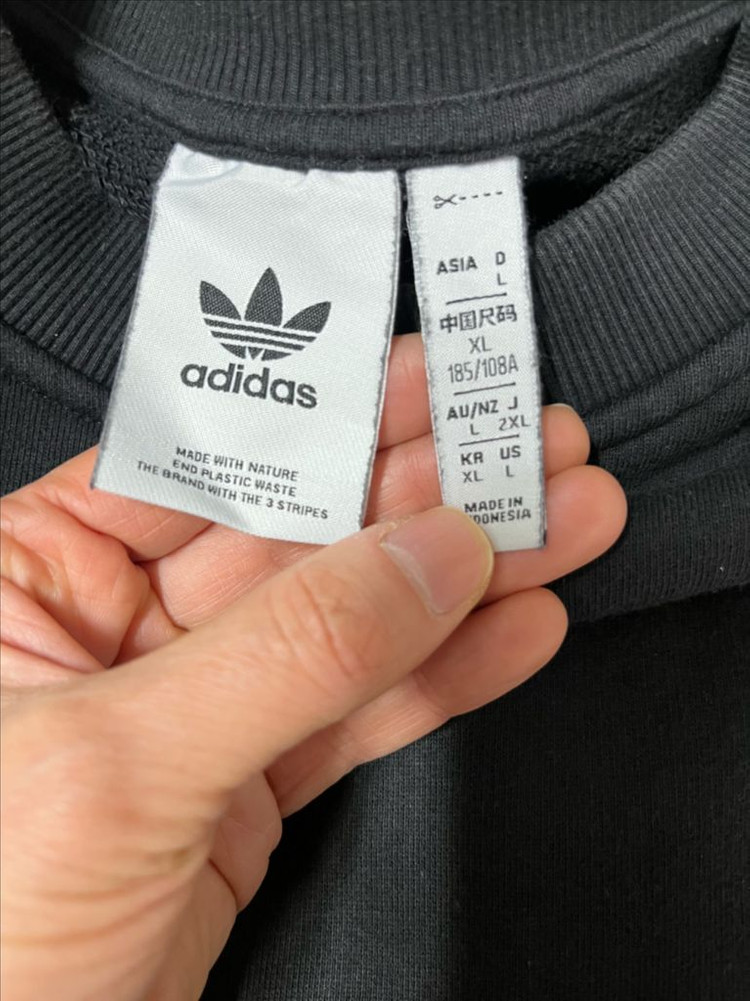 adidas
MADE WITH NATURE
END PLASTIC WASTE
THE BRAND WITH THE 3 STRIPES
ASIA D
L
中国尺码
XL
185/108A
AU/NZ J
L 2XL
KR US
XL L
MADE IN